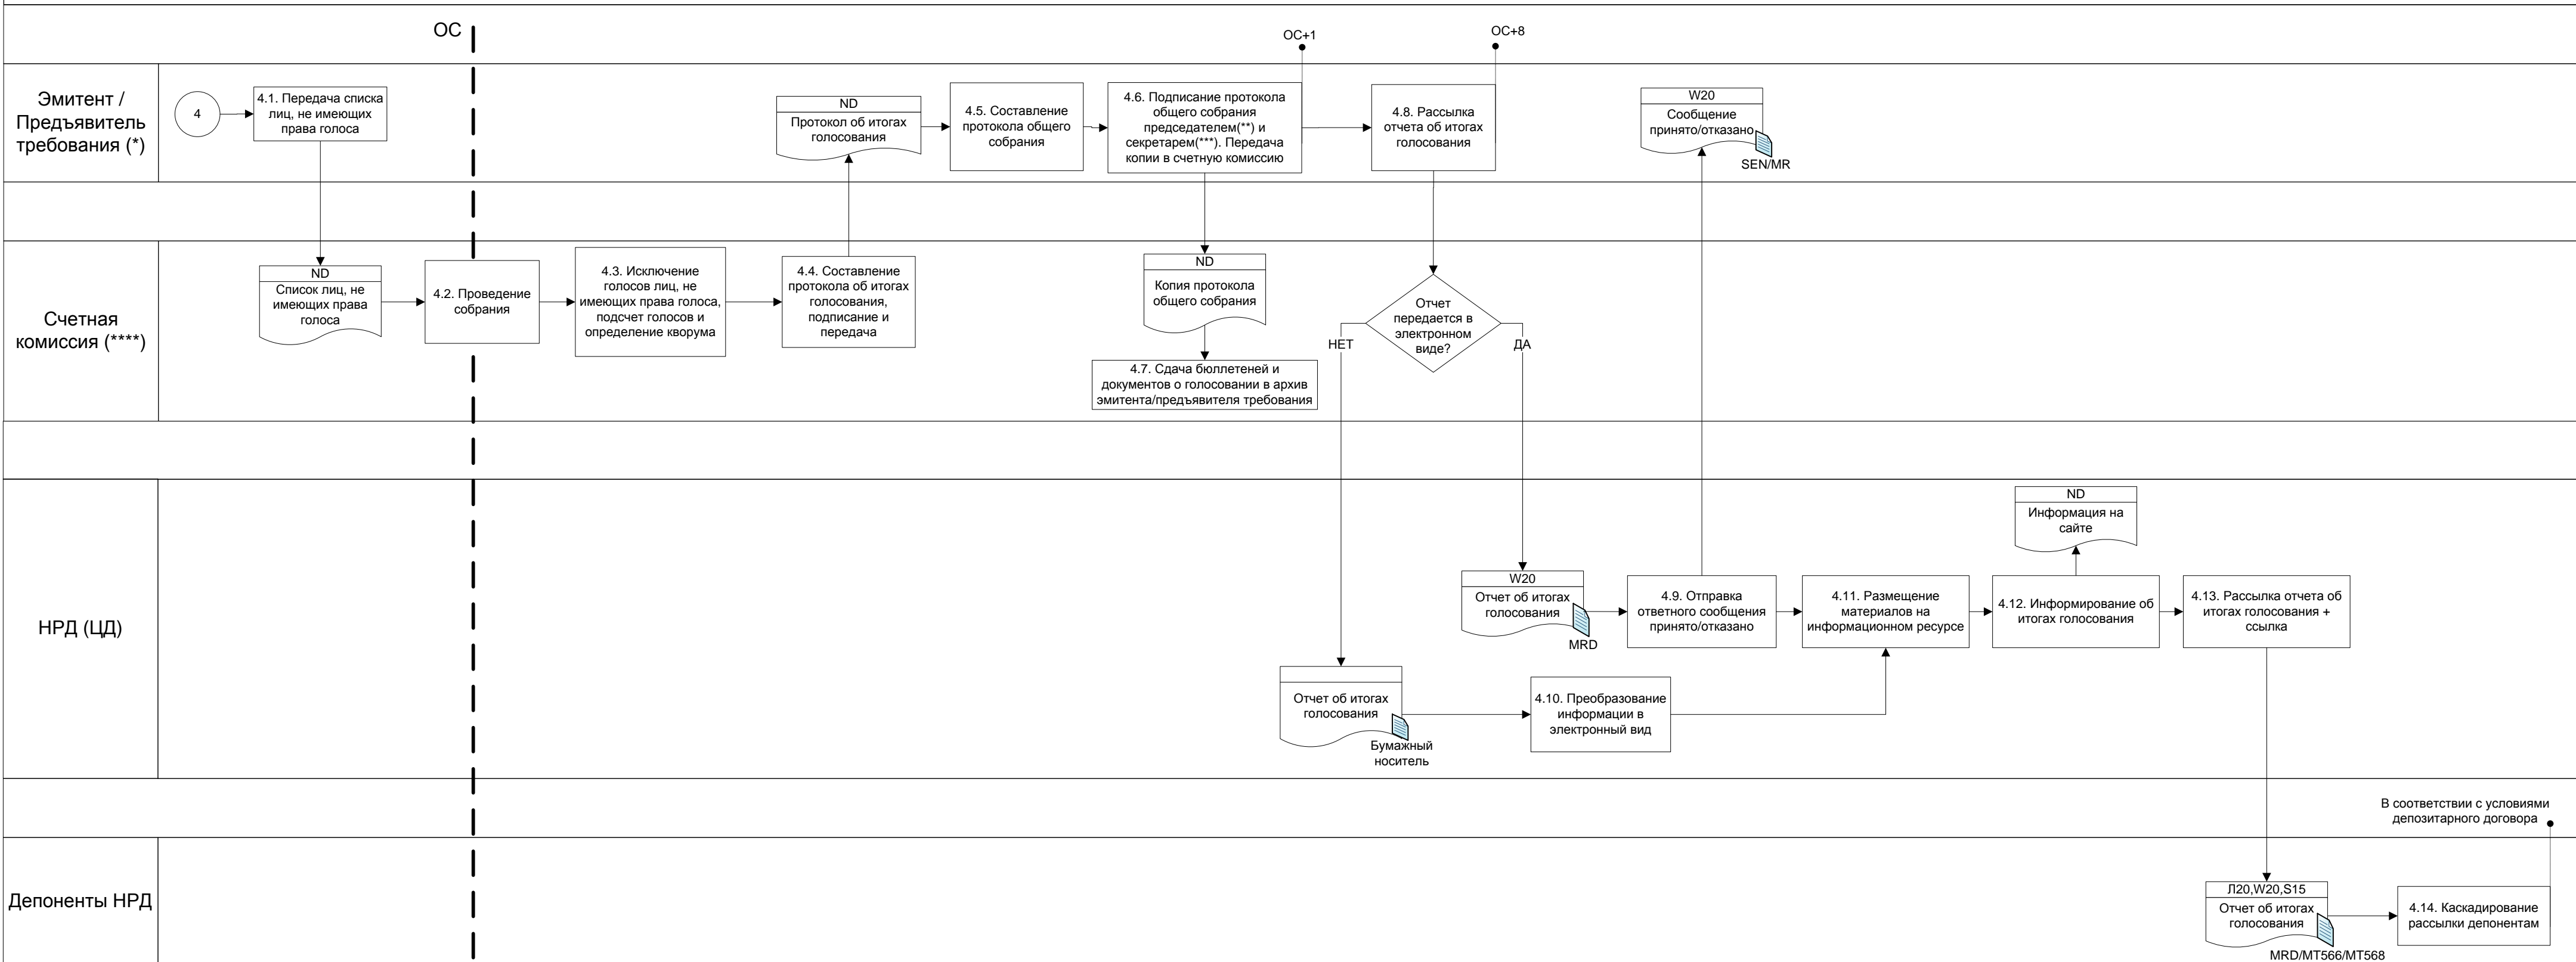 ОС
ОС+1
ОС+8
Эмитент /
Предъявитель
требования (*)
4
4.1. Передача списка
лиц, не имеющих
права голоса
ND
Протокол об итогах
голосования
4.5. Составление
протокола общего
собрания
4.6. Подписание протокола
общего собрания
председателем(**) и
секретарем(***). Передача
копии в счетную комиссию
4.8. Рассылка
отчета об итогах
голосования
W20
Сообщение
принято/отказано
SEN/MR
Счетная
комиссия (****)
ND
Список лиц, не
имеющих права
голоса
4.2. Проведение
собрания
4.3. Исключение
голосов лиц, не
имеющих права голоса,
подсчет голосов и
определение кворума
4.4. Составление
протокола об итогах
голосования,
подписание и
передача
ND
Копия протокола
общего собрания
4.7. Сдача бюллетеней и
документов о голосовании в архив
эмитента/предъявителя требования
Отчет
передается в
электронном
виде?
НЕТ
ДА
НРД (ЦД)
ND
Информация на
сайте
W20
Отчет об итогах
голосования
MRD
4.9. Отправка
ответного сообщения
принято/отказано
4.11. Размещение
материалов на
информационном ресурсе
4.12. Информирование об
итогах голосования
4.13. Рассылка отчета об
итогах голосования +
ссылка
Отчет об итогах
голосования
Бумажный
носитель
4.10. Преобразование
информации в
электронный вид
В соответствии с условиями
депозитарного договора
Депоненты НРД
Л20,W20,S15
Отчет об итогах
голосования
MRD/MT566/MT568
4.14. Каскадирование
рассылки депонентам